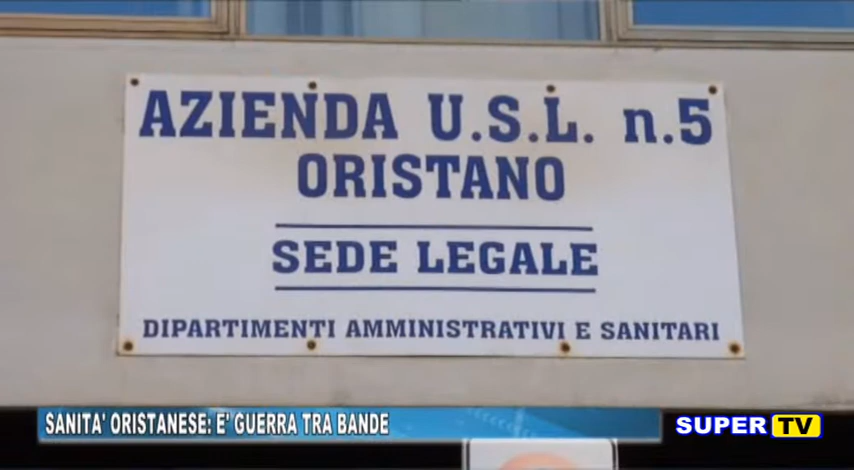 AZIENDA U.S.L. n.5
ORISTANO
SEDE LEGALE
DIPARTIMENTI AMMINISTRATIVI E SANITARI
SANITA' ORISTANESE: E' GUERRA TRA BANDE
SUPER TV